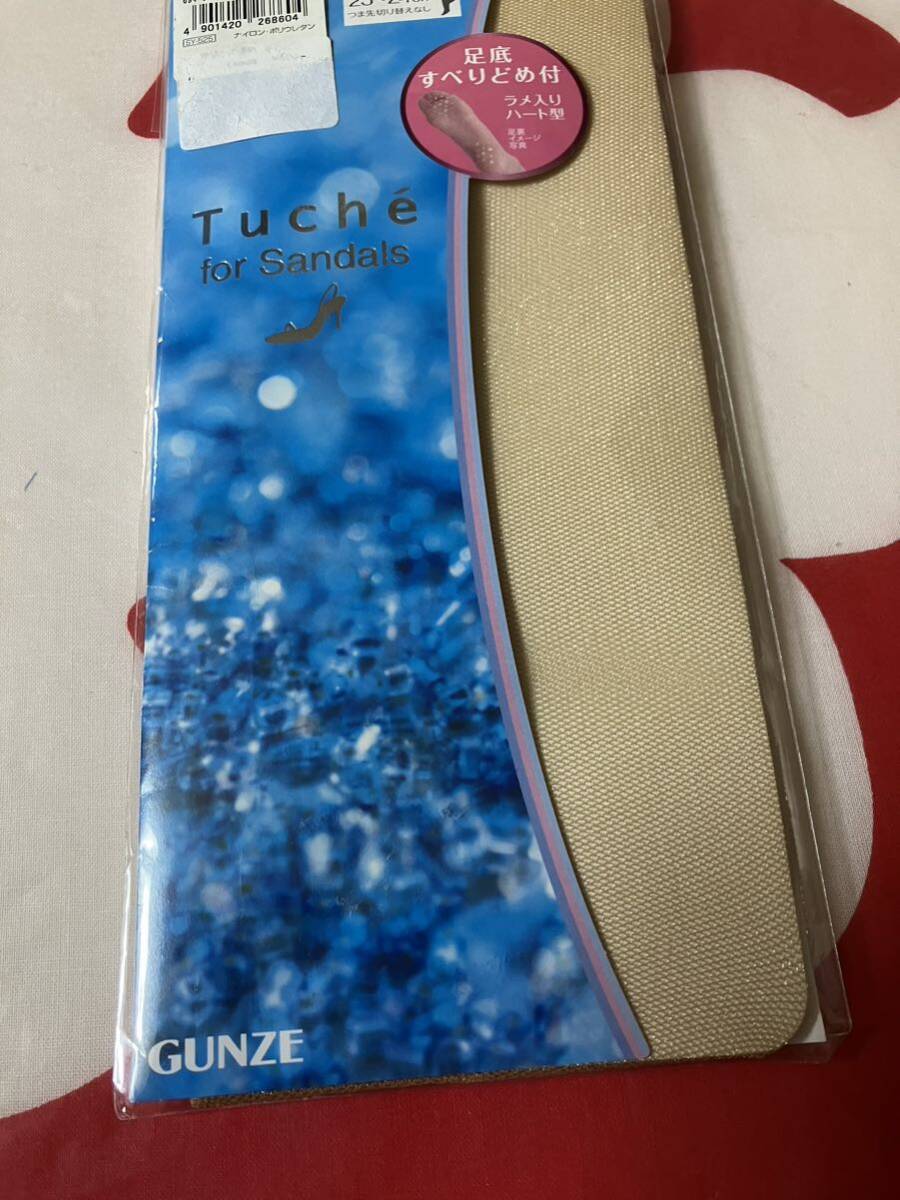 4 901420 268604
SY-525
ナイロン・ポリウレタン
つま先切り替えなし
足底
すべりどめ付
ラメ入り
ハート型
足裏
イメージ
写真
Tuché
for Sandals
GUNZE